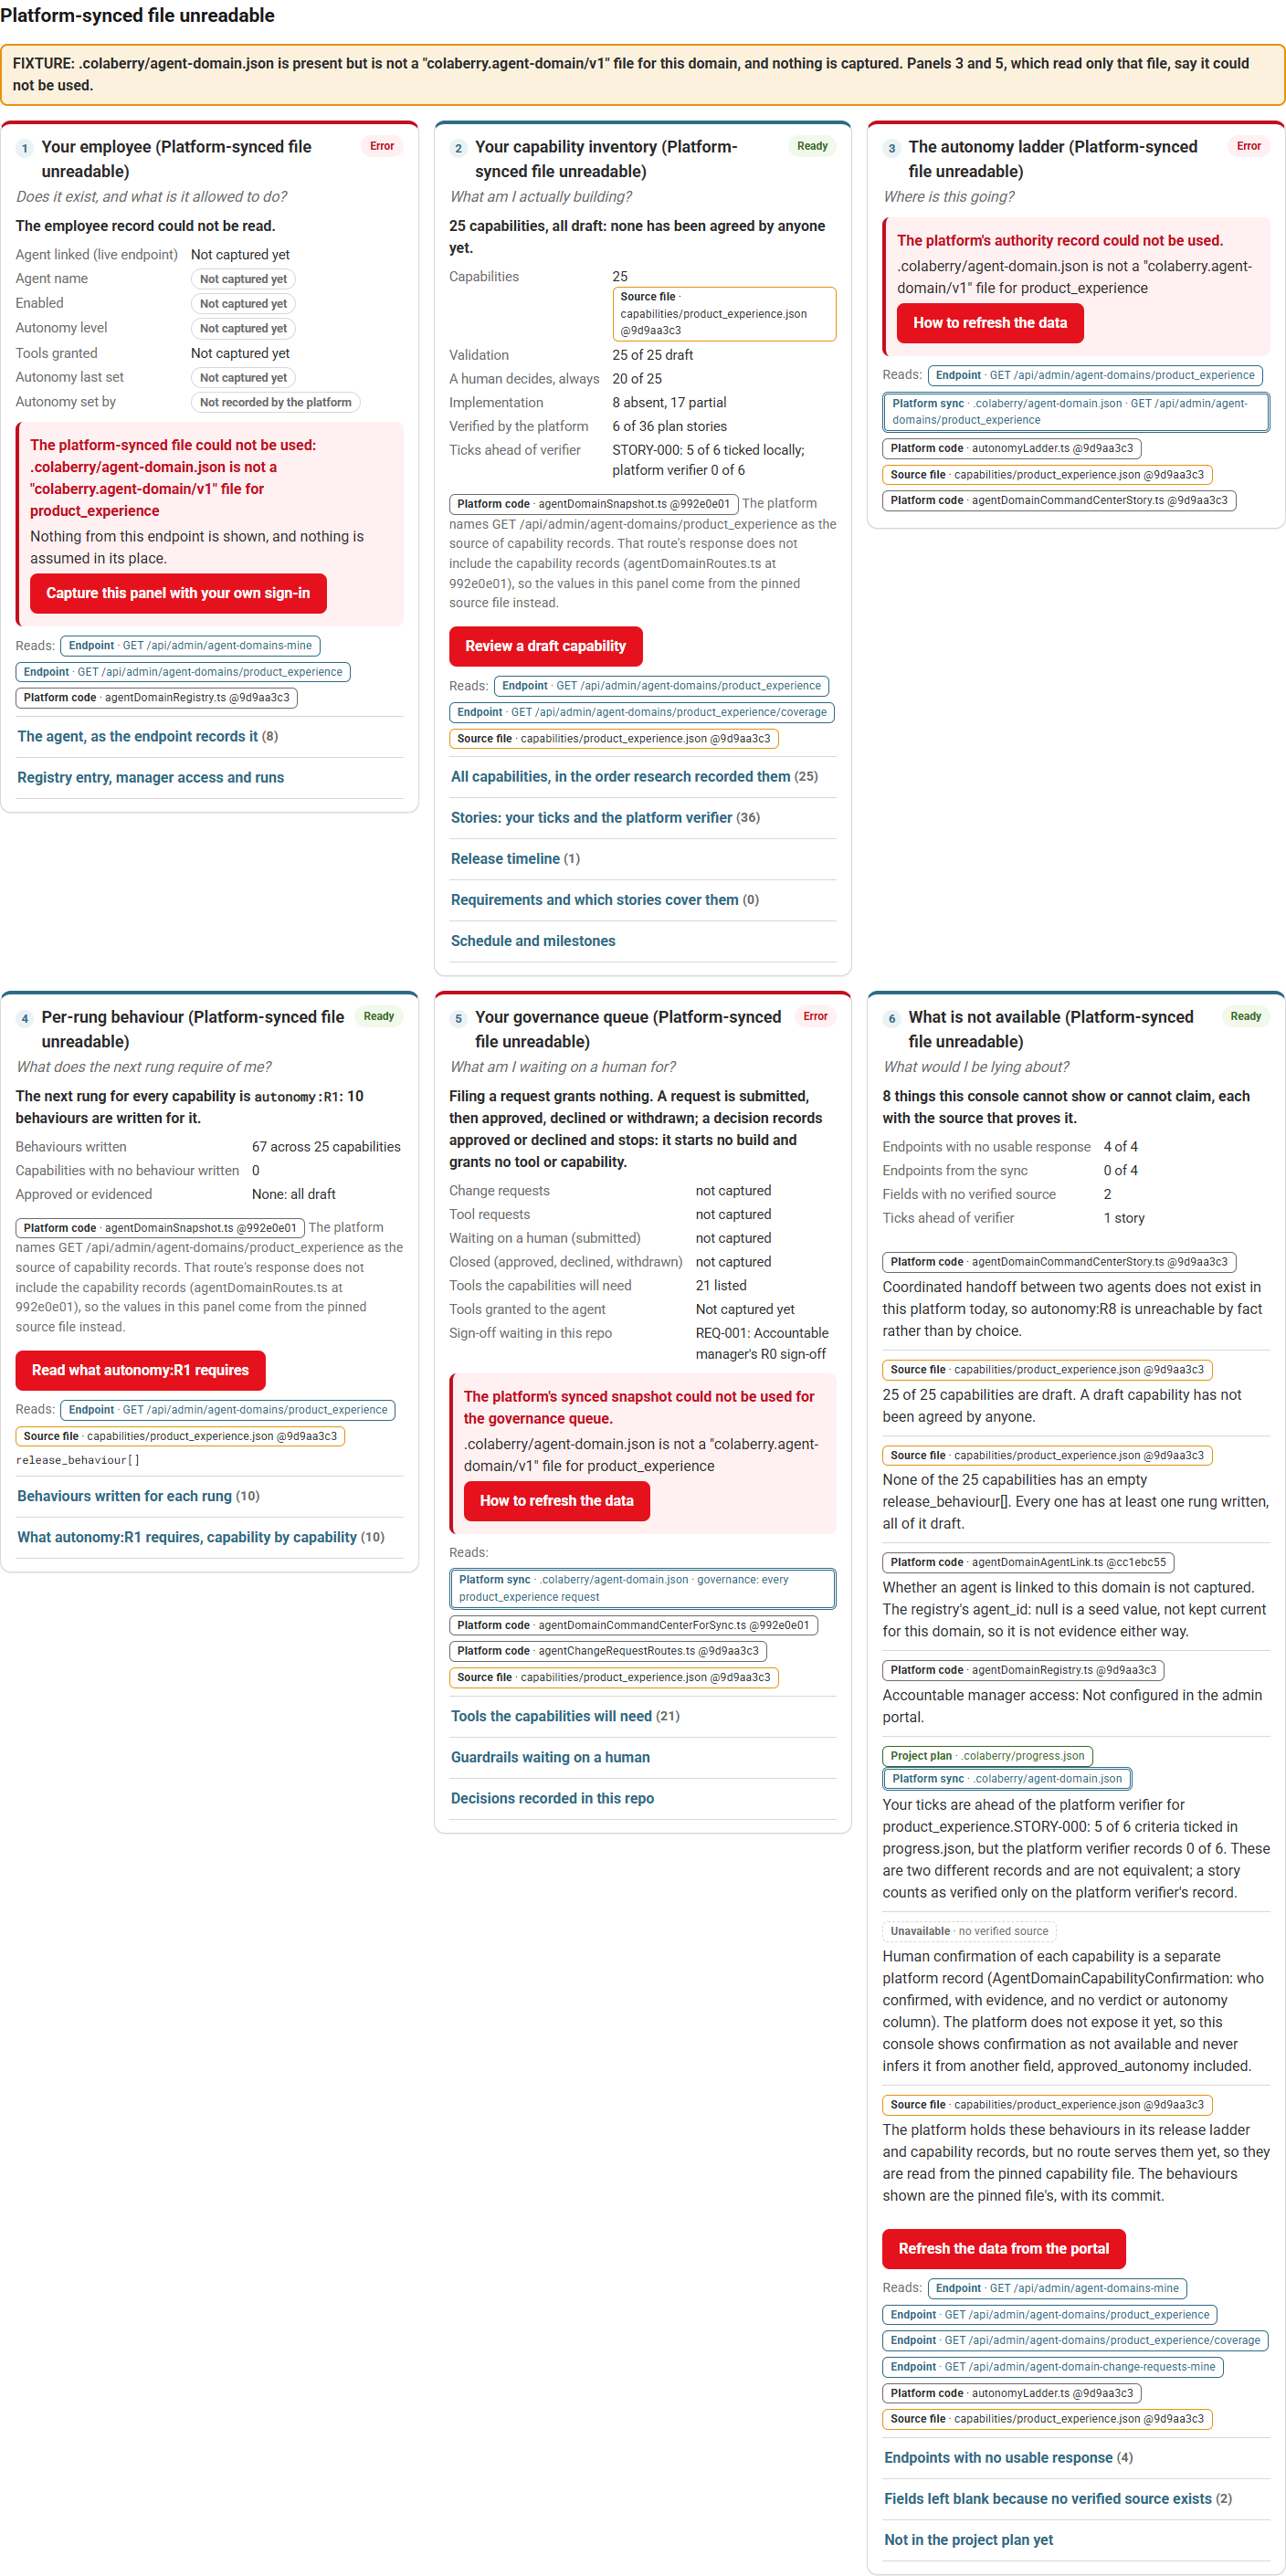 Platform-synced file unreadable
FIXTURE: .colaberry/agent-domain.json is present but is not a "colaberry.agent-domain/v1" file for this domain, and nothing is captured. Panels 3 and 5, which read only that file, say it could
not be used.
1 Your employee (Platform-synced file
unreadable)
Error
Does it exist, and what is it allowed to do?
The employee record could not be read.
Agent linked (live endpoint) Not captured yet
Agent name Not captured yet
Enabled Not captured yet
Autonomy level Not captured yet
Tools granted Not captured yet
Autonomy last set Not captured yet
Autonomy set by Not recorded by the platform
The platform-synced file could not be used:
.colaberry/agent-domain.json is not a
"colaberry.agent-domain/v1" file for
product_experience
Nothing from this endpoint is shown, and nothing is
assumed in its place.
Capture this panel with your own sign-in
Reads: Endpoint · GET /api/admin/agent-domains-mine
Endpoint · GET /api/admin/agent-domains/product_experience
Platform code · agentDomainRegistry.ts @9d9aa3c3
The agent, as the endpoint records it (8)
Registry entry, manager access and runs
2 Your capability inventory (Platform-
synced file unreadable)
Ready
What am I actually building?
25 capabilities, all draft: none has been agreed by anyone
yet.
Capabilities 25
Source file ·
capabilities/product_experience.json
@9d9aa3c3
Validation 25 of 25 draft
A human decides, always 20 of 25
Implementation 8 absent, 17 partial
Verified by the platform 6 of 36 plan stories
Ticks ahead of verifier STORY-000: 5 of 6 ticked locally;
platform verifier 0 of 6
Platform code · agentDomainSnapshot.ts @992e0e01 The platform
names GET /api/admin/agent-domains/product_experience as the
source of capability records. That route's response does not
include the capability records (agentDomainRoutes.ts at
992e0e01), so the values in this panel come from the pinned
source file instead.
Review a draft capability
Reads: Endpoint · GET /api/admin/agent-domains/product_experience
Endpoint · GET /api/admin/agent-domains/product_experience/coverage
Source file · capabilities/product_experience.json @9d9aa3c3
All capabilities, in the order research recorded them (25)
Stories: your ticks and the platform verifier (36)
Release timeline (1)
Requirements and which stories cover them (0)
Schedule and milestones
3 The autonomy ladder (Platform-synced
file unreadable)
Error
Where is this going?
The platform's authority record could not be used.
.colaberry/agent-domain.json is not a "colaberry.agent-
domain/v1" file for product_experience
How to refresh the data
Reads: Endpoint · GET /api/admin/agent-domains/product_experience
Platform sync · .colaberry/agent-domain.json · GET /api/admin/agent-
domains/product_experience
Platform code · autonomyLadder.ts @9d9aa3c3
Source file · capabilities/product_experience.json @9d9aa3c3
Platform code · agentDomainCommandCenterStory.ts @9d9aa3c3
4 Per-rung behaviour (Platform-synced file
unreadable)
Ready
What does the next rung require of me?
The next rung for every capability is autonomy:R1: 10
behaviours are written for it.
Behaviours written 67 across 25 capabilities
Capabilities with no behaviour written 0
Approved or evidenced None: all draft
Platform code · agentDomainSnapshot.ts @992e0e01 The platform
names GET /api/admin/agent-domains/product_experience as the
source of capability records. That route's response does not
include the capability records (agentDomainRoutes.ts at
992e0e01), so the values in this panel come from the pinned
source file instead.
Read what autonomy:R1 requires
Reads: Endpoint · GET /api/admin/agent-domains/product_experience
Source file · capabilities/product_experience.json @9d9aa3c3
release_behaviour[]
Behaviours written for each rung (10)
What autonomy:R1 requires, capability by capability (10)
5 Your governance queue (Platform-synced
file unreadable)
Error
What am I waiting on a human for?
Filing a request grants nothing. A request is submitted,
then approved, declined or withdrawn; a decision records
approved or declined and stops: it starts no build and
grants no tool or capability.
Change requests not captured
Tool requests not captured
Waiting on a human (submitted) not captured
Closed (approved, declined, withdrawn) not captured
Tools the capabilities will need 21 listed
Tools granted to the agent Not captured yet
Sign-off waiting in this repo REQ-001: Accountable
manager's R0 sign-off
The platform's synced snapshot could not be used for
the governance queue.
.colaberry/agent-domain.json is not a "colaberry.agent-
domain/v1" file for product_experience
How to refresh the data
Reads:
Platform sync · .colaberry/agent-domain.json · governance: every
product_experience request
Platform code · agentDomainCommandCenterForSync.ts @992e0e01
Platform code · agentChangeRequestRoutes.ts @9d9aa3c3
Source file · capabilities/product_experience.json @9d9aa3c3
Tools the capabilities will need (21)
Guardrails waiting on a human
Decisions recorded in this repo
6 What is not available (Platform-synced
file unreadable)
Ready
What would I be lying about?
8 things this console cannot show or cannot claim, each
with the source that proves it.
Endpoints with no usable response 4 of 4
Endpoints from the sync 0 of 4
Fields with no verified source 2
Ticks ahead of verifier 1 story
Platform code · agentDomainCommandCenterStory.ts @9d9aa3c3
Coordinated handoff between two agents does not exist in
this platform today, so autonomy:R8 is unreachable by fact
rather than by choice.
Source file · capabilities/product_experience.json @9d9aa3c3
25 of 25 capabilities are draft. A draft capability has not
been agreed by anyone.
Source file · capabilities/product_experience.json @9d9aa3c3
None of the 25 capabilities has an empty
release_behaviour[]. Every one has at least one rung written,
all of it draft.
Platform code · agentDomainAgentLink.ts @cc1ebc55
Whether an agent is linked to this domain is not captured.
The registry's agent_id: null is a seed value, not kept current
for this domain, so it is not evidence either way.
Platform code · agentDomainRegistry.ts @9d9aa3c3
Accountable manager access: Not configured in the admin
portal.
Project plan · .colaberry/progress.json
Platform sync · .colaberry/agent-domain.json
Your ticks are ahead of the platform verifier for
product_experience.STORY-000: 5 of 6 criteria ticked in
progress.json, but the platform verifier records 0 of 6. These
are two different records and are not equivalent; a story
counts as verified only on the platform verifier's record.
Unavailable · no verified source
Human confirmation of each capability is a separate
platform record (AgentDomainCapabilityConfirmation: who
confirmed, with evidence, and no verdict or autonomy
column). The platform does not expose it yet, so this
console shows confirmation as not available and never
infers it from another field, approved_autonomy included.
Source file · capabilities/product_experience.json @9d9aa3c3
The platform holds these behaviours in its release ladder
and capability records, but no route serves them yet, so they
are read from the pinned capability file. The behaviours
shown are the pinned file's, with its commit.
Refresh the data from the portal
Reads: Endpoint · GET /api/admin/agent-domains-mine
Endpoint · GET /api/admin/agent-domains/product_experience
Endpoint · GET /api/admin/agent-domains/product_experience/coverage
Endpoint · GET /api/admin/agent-domain-change-requests-mine
Platform code · autonomyLadder.ts @9d9aa3c3
Source file · capabilities/product_experience.json @9d9aa3c3
Endpoints with no usable response (4)
Fields left blank because no verified source exists (2)
Not in the project plan yet